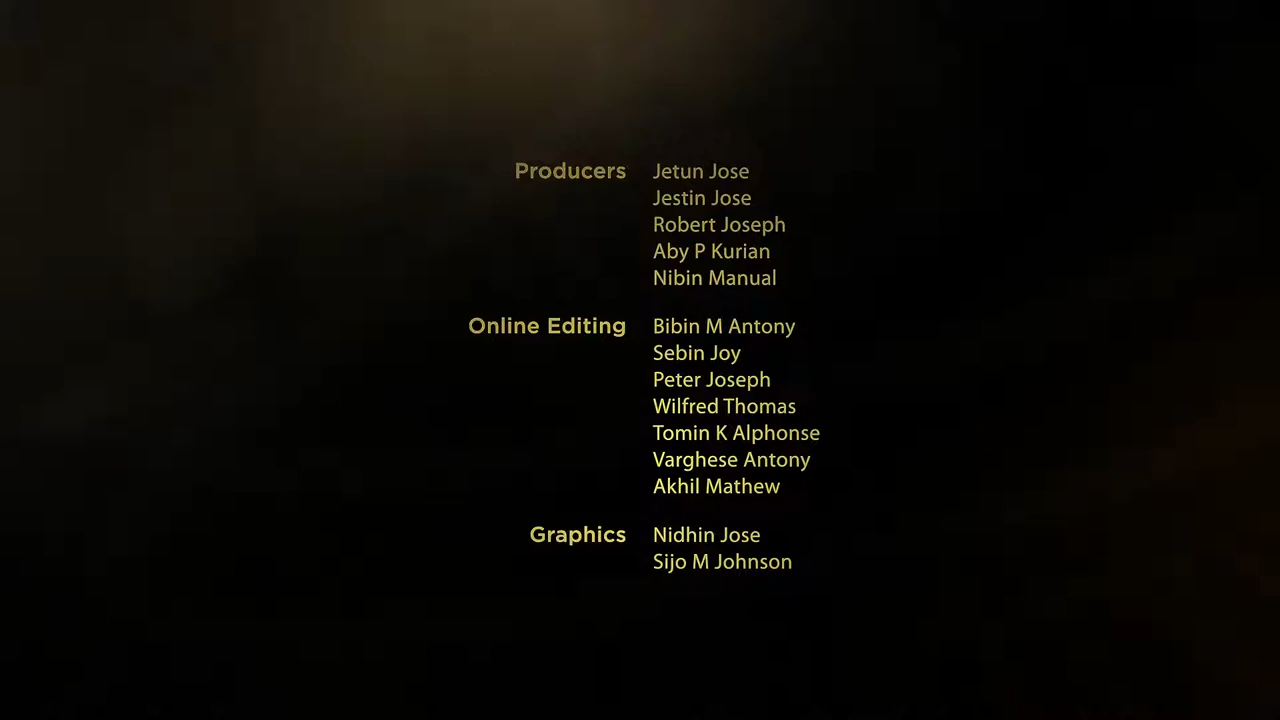 Producers Jetun Jose
Jestin Jose
Robert Joseph
Aby P Kurian
Nibin Manual
Online Editing Bibin M Antony
Sebin Joy
Peter Joseph
Wilfred Thomas
Tomin K Alphonse
Varghese Antony
Akhil Mathew
Graphics Nidhin Jose
Sijo M Johnson